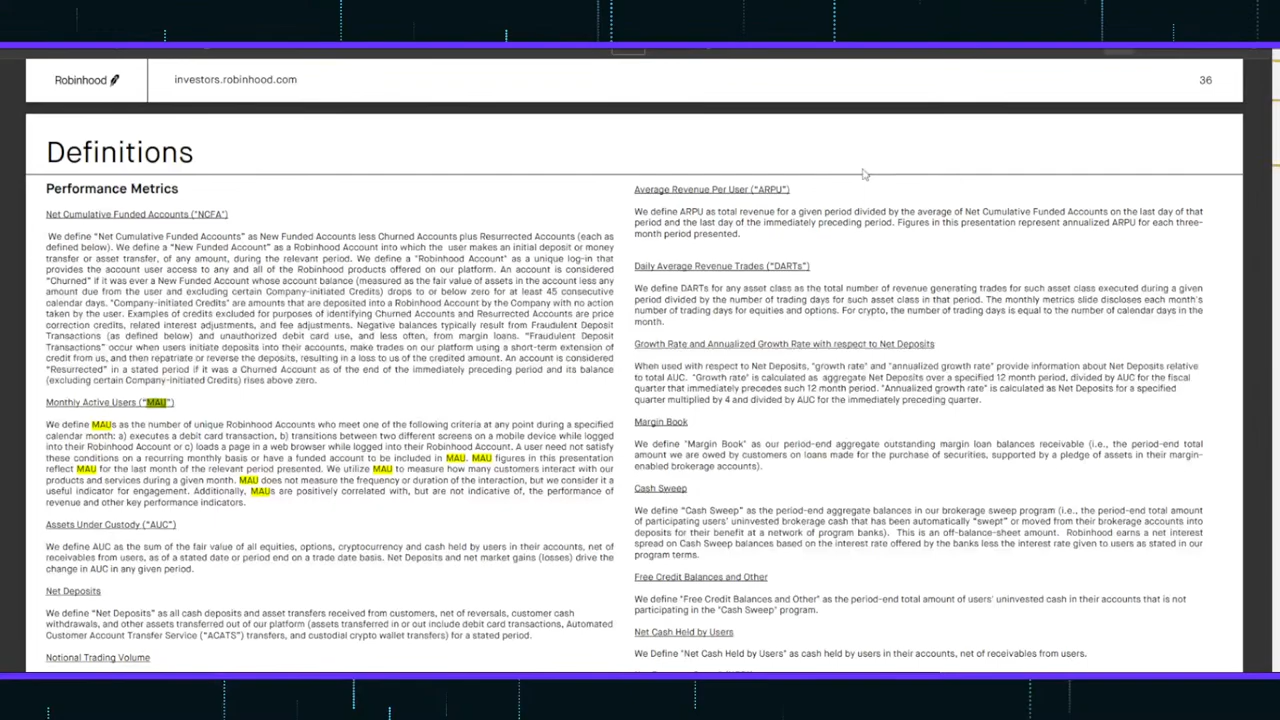 Robinhood
investors.robinhood.com
36
Definitions
Performance Metrics
Net Cumulative Funded Accounts ("NCFA")
We define "Net Cumulative Funded Accounts" as New Funded Accounts less Churned Accounts plus Resurrected Accounts (each as
defined below). We define a "New Funded Account" as a Robinhood Account into which the user makes an initial deposit or money
transfer or asset transfer, of any amount, during the relevant period. We define a "Robinhood Account" as a unique log-in that
provides the account user access to any and all of the Robinhood products offered on our platform. An account is considered
"Churned" if it was ever a New Funded Account whose account balance (measured as the fair value of assets in the account less any
amount due from the user and excluding certain Company-initiated Credits) drops to or below zero for at least 45 consecutive
calendar days. "Company-initiated Credits" are amounts that are deposited into a Robinhood Account by the Company with no action
taken by the user. Examples of credits excluded for purposes of identifying Churned Accounts and Resurrected Accounts are price
correction credits, related interest adjustments, and fee adjustments. Negative balances typically result from Fraudulent Deposit
Transactions (as defined below) and unauthorized debit card use, and less often, from margin loans. "Fraudulent Deposit
Transactions" occur when users initiate deposits into their accounts, make trades on our platform using a short-term extension of
credit from us, and then repatriate or reverse the deposits, resulting in a loss to us of the credited amount. An account is considered
"Resurrected" in a stated period if it was a Churned Account as of the end of the immediately preceding period and its balance
(excluding certain Company-initiated Credits) rises above zero.
Monthly Active Users ("MAU")
We define MAUs as the number of unique Robinhood Accounts who meet one of the following criteria at any point during a specified
calendar month: a) executes a debit card transaction, b) transitions between two different screens on a mobile device while logged
into their Robinhood Account or c) loads a page in a web browser while logged into their Robinhood Account. A user need not satisfy
these conditions on a recurring monthly basis or have a funded account to be included in MAU. MAU figures in this presentation
reflect MAU for the last month of the relevant period presented. We utilize MAU to measure how many customers interact with our
products and services during a given month. MAU does not measure the frequency or duration of the interaction, but we consider it a
useful indicator for engagement. Additionally, MAUs are positively correlated with, but are not indicative of, the performance of
revenue and other key performance indicators.
Assets Under Custody ("AUC")
We define AUC as the sum of the fair value of all equities, options, cryptocurrency and cash held by users in their accounts, net of
receivables from users, as of a stated date or period end on a trade date basis. Net Deposits and net market gains (losses) drive the
change in AUC in any given period.
Net Deposits
We define "Net Deposits" as all cash deposits and asset transfers received from customers, net of reversals, customer cash
withdrawals, and other assets transferred out of our platform (assets transferred in or out include debit card transactions, Automated
Customer Account Transfer Service ("ACATS") transfers, and custodial crypto wallet transfers) for a stated period.
Notional Trading Volume
Average Revenue Per User ("ARPU")
We define ARPU as total revenue for a given period divided by the average of Net Cumulative Funded Accounts on the last day of that
period and the last day of the immediately preceding period. Figures in this presentation represent annualized ARPU for each three-
month period presented.
Daily Average Revenue Trades ("DARTs")
We define DARTs for any asset class as the total number of revenue generating trades for such asset class executed during a given
period divided by the number of trading days for such asset class in that period. The monthly metrics slide discloses each month's
number of trading days for equities and options. For crypto, the number of trading days is equal to the number of calendar days in the
month.
Growth Rate and Annualized Growth Rate with respect to Net Deposits
When used with respect to Net Deposits, "growth rate" and "annualized growth rate" provide information about Net Deposits relative
to total AUC. "Growth rate" is calculated as aggregate Net Deposits over a specified 12 month period, divided by AUC for the fiscal
quarter that immediately precedes such 12 month period. "Annualized growth rate" is calculated as Net Deposits for a specified
quarter multiplied by 4 and divided by AUC for the immediately preceding quarter.
Margin Book
We define "Margin Book" as our period-end aggregate outstanding margin loan balances receivable (i.e., the period-end total
amount we are owed by customers on loans made for the purchase of securities, supported by a pledge of assets in their margin-
enabled brokerage accounts).
Cash Sweep
We define "Cash Sweep" as the period-end aggregate balances in our brokerage sweep program (i.e., the period-end total amount
of participating users' uninvested brokerage cash that has been automatically "swept" or moved from their brokerage accounts into
deposits for their benefit at a network of program banks). This is an off-balance-sheet amount. Robinhood earns a net interest
spread on Cash Sweep balances based on the interest rate offered by the banks less the interest rate given to users as stated in our
program terms.
Free Credit Balances and Other
We define "Free Credit Balances and Other" as the period-end total amount of users' uninvested cash in their accounts that is not
participating in the "Cash Sweep" program.
Net Cash Held by Users
We Define "Net Cash Held by Users" as cash held by users in their accounts, net of receivables from users.